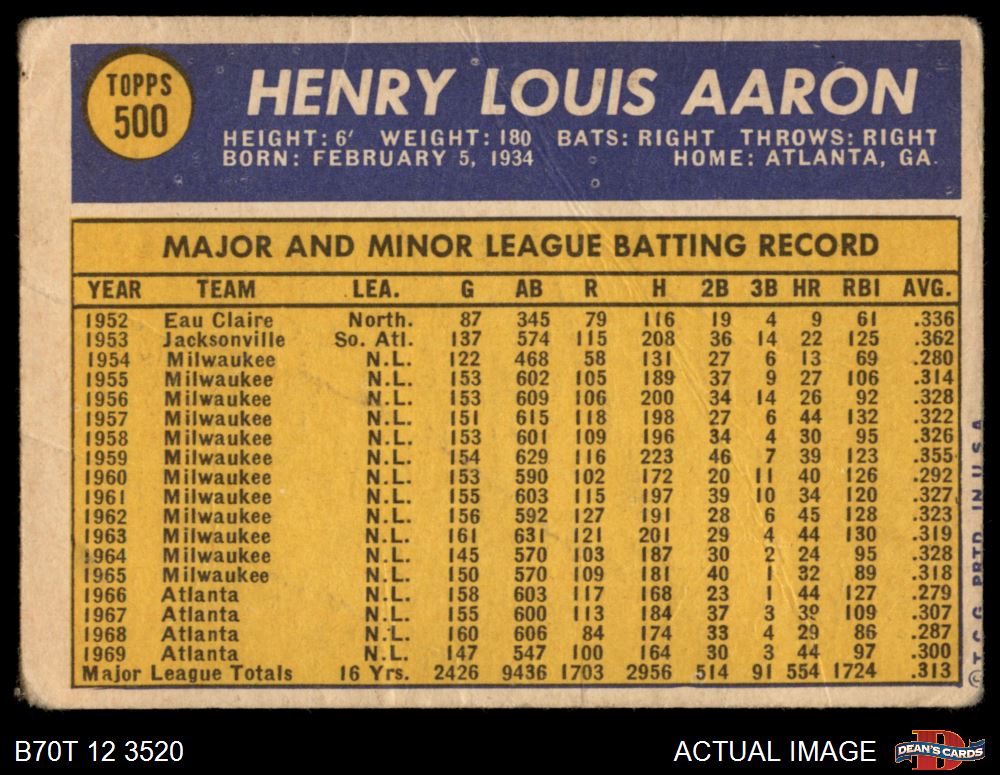 TOPPS
500
HENRY LOUIS AARON
HEIGHT: 6' WEIGHT: 180 BATS: RIGHT THROWS: RIGHT
BORN: FEBRUARY 5, 1934 HOME: ATLANTA, GA.
MAJOR AND MINOR LEAGUE BATTING RECORD
YEAR TEAM LEA. G AB R H 2B 3B HR RBI AVG.
1952 Eau Claire North. 87 345 79 116 19 4 9 61 .336
1953 Jacksonville So. Atl. 137 574 115 208 36 14 22 125 .362
1954 Milwaukee N.L. 122 468 58 131 27 6 13 69 .280
1955 Milwaukee N.L. 153 602 105 189 37 9 27 106 .314
1956 Milwaukee N.L. 153 609 106 200 34 14 26 92 .328
1957 Milwaukee N.L. 151 615 118 198 27 6 44 132 .322
1958 Milwaukee N.L. 153 601 109 196 34 4 30 95 .326
1959 Milwaukee N.L. 154 629 116 223 46 7 39 123 .355
1960 Milwaukee N.L. 153 590 102 172 20 11 40 126 .292
1961 Milwaukee N.L. 155 603 115 197 39 10 34 120 .327
1962 Milwaukee N.L. 156 592 127 191 28 6 45 128 .323
1963 Milwaukee N.L. 161 631 121 201 29 4 44 130 .319
1964 Milwaukee N.L. 145 570 103 187 30 2 24 95 .328
1965 Milwaukee N.L. 150 570 109 181 40 1 32 89 .318
1966 Atlanta N.L. 158 603 117 168 23 1 44 127 .279
1967 Atlanta N.L. 155 600 113 184 37 3 39 109 .307
1968 Atlanta N.L. 160 606 84 174 33 4 29 86 .287
1969 Atlanta N.L. 147 547 100 164 30 3 44 97 .300
Major League Totals 16 Yrs. 2426 9436 1703 2956 514 91 554 1724 .313
© T.C.G. PRTD. IN U.S.A.
B70T 12 3520
ACTUAL IMAGE
DEAN'S CARDS